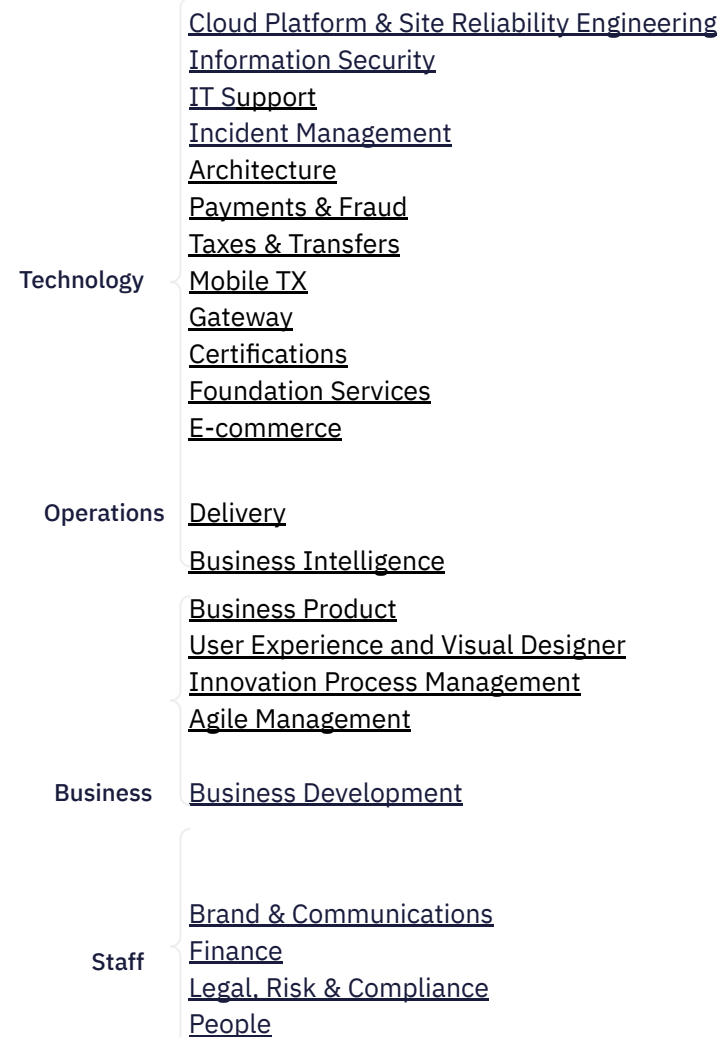 Cloud Platform & Site Reliability Engineering
Information Security
IT Support
Incident Management
Architecture
Payments & Fraud
Taxes & Transfers
Technology
Mobile TX
Gateway
Certifications
Foundation Services
E-commerce
Operations
Delivery
Business Intelligence
Business Product
User Experience and Visual Designer
Innovation Process Management
Agile Management
Business
Business Development
Brand & Communications
Finance
Staff
Legal, Risk & Compliance
People